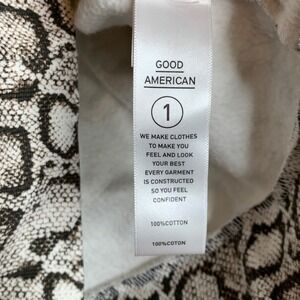 GOOD
AMERICAN
1
WE MAKE CLOTHES
TO MAKE YOU
FEEL AND LOOK
YOUR BEST
EVERY GARMENT
IS CONSTRUCTED
SO YOU FEEL
CONFIDENT
100%COTTON
100%COTON